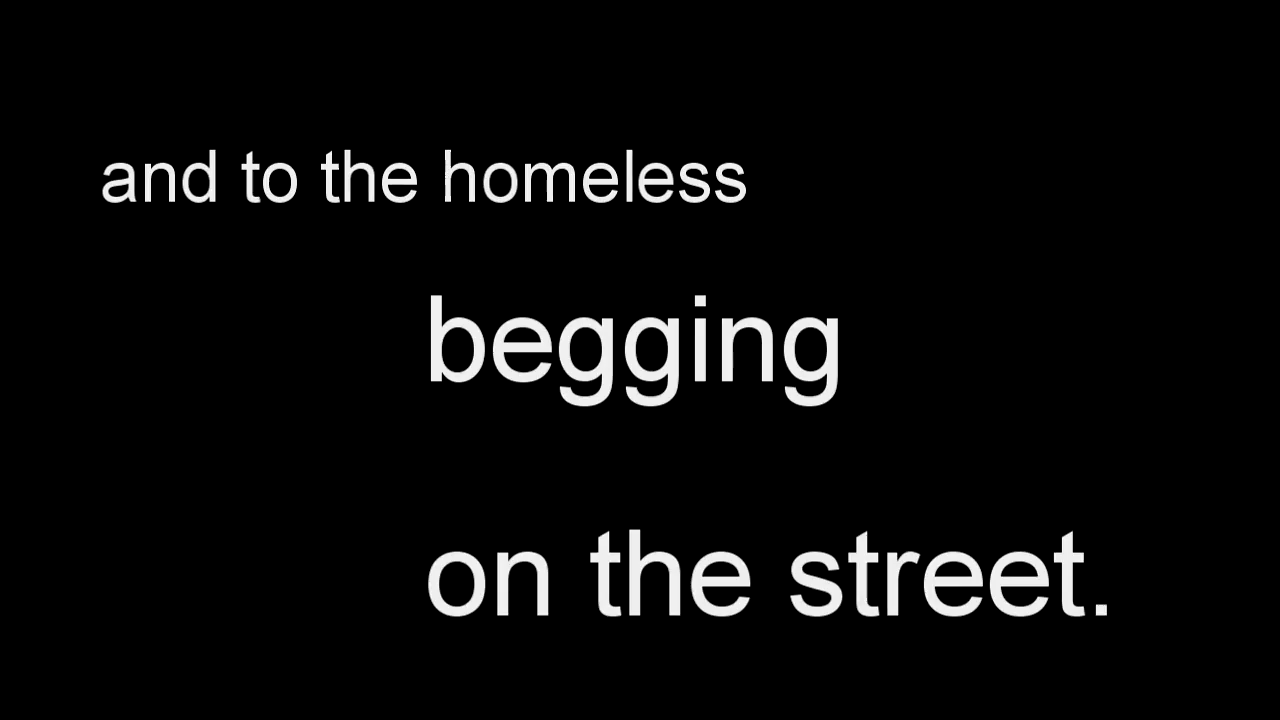 and to the homeless
begging
on the street.